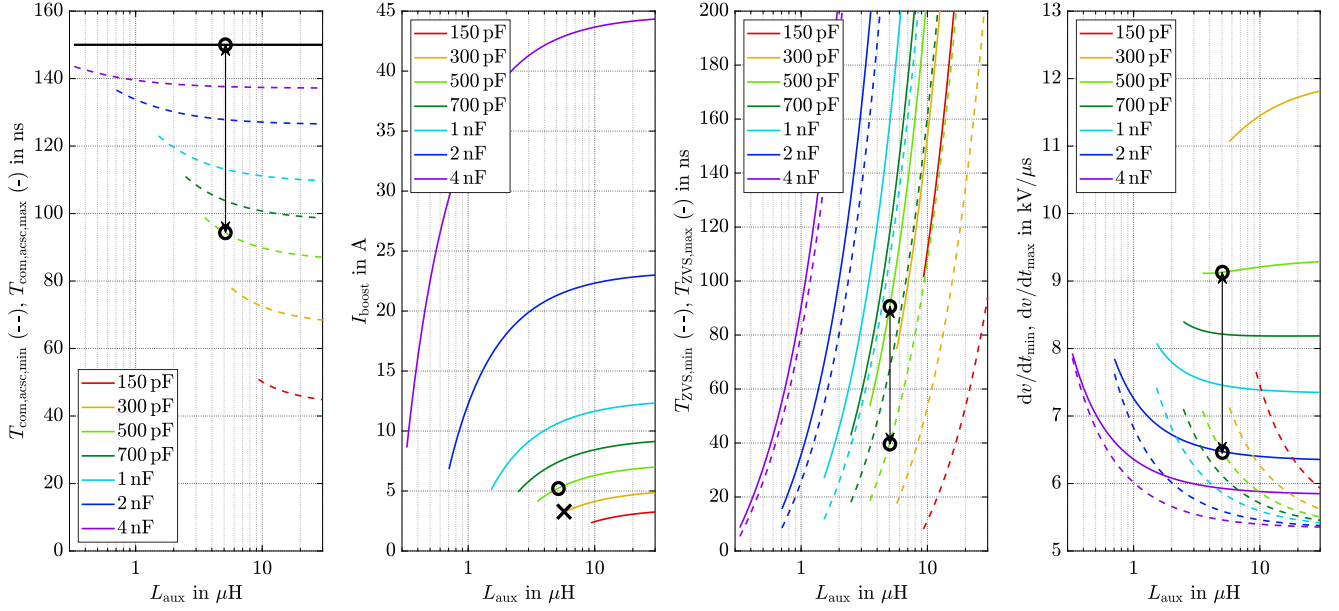 T_com,acsc,min (--), T_com,acsc,max (-) in ns
160
140
120
100
80
60
40
20
0
150 pF
300 pF
500 pF
700 pF
1 nF
2 nF
4 nF
1
10
L_aux in μH
I_boost in A
45
40
35
30
25
20
15
10
5
0
150 pF
300 pF
500 pF
700 pF
1 nF
2 nF
4 nF
1
10
L_aux in μH
T_ZVS,min (--), T_ZVS,max (-) in ns
200
180
160
140
120
100
80
60
40
20
0
150 pF
300 pF
500 pF
700 pF
1 nF
2 nF
4 nF
1
10
L_aux in μH
dv/dt_min, dv/dt_max in kV/μs
13
12
11
10
9
8
7
6
5
150 pF
300 pF
500 pF
700 pF
1 nF
2 nF
4 nF
1
10
L_aux in μH